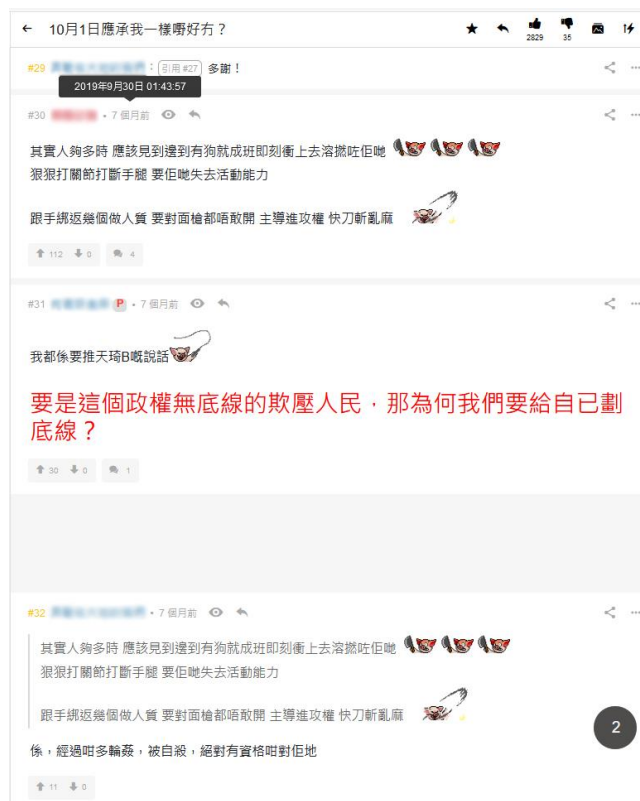 10月1日應承我一樣嘢好冇?
2829
35
#29
:
引用 #27
多謝!
2019年9月30日 01:43:57
#30
• 7 個月前
其實人夠多時 應該見到邊到有狗就成班即刻衝上去溶撚咗佢哋
狠狠打關節打斷手腿 要佢哋失去活動能力
跟手綁返幾個做人質 要對面槍都唔敢開 主導進攻權 快刀斬亂麻
112
0
4
#31
P
• 7 個月前
我都係要推天琦B嘅說話
要是這個政權無底線的欺壓人民,那為何我們要給自已劃
底線?
30
0
1
#32
• 7 個月前
其實人夠多時 應該見到邊到有狗就成班即刻衝上去溶撚咗佢哋
狠狠打關節打斷手腿 要佢哋失去活動能力
跟手綁返幾個做人質 要對面槍都唔敢開 主導進攻權 快刀斬亂麻
係,經過咁多輪姦,被自殺,絕對有資格咁對佢地
2
11
0